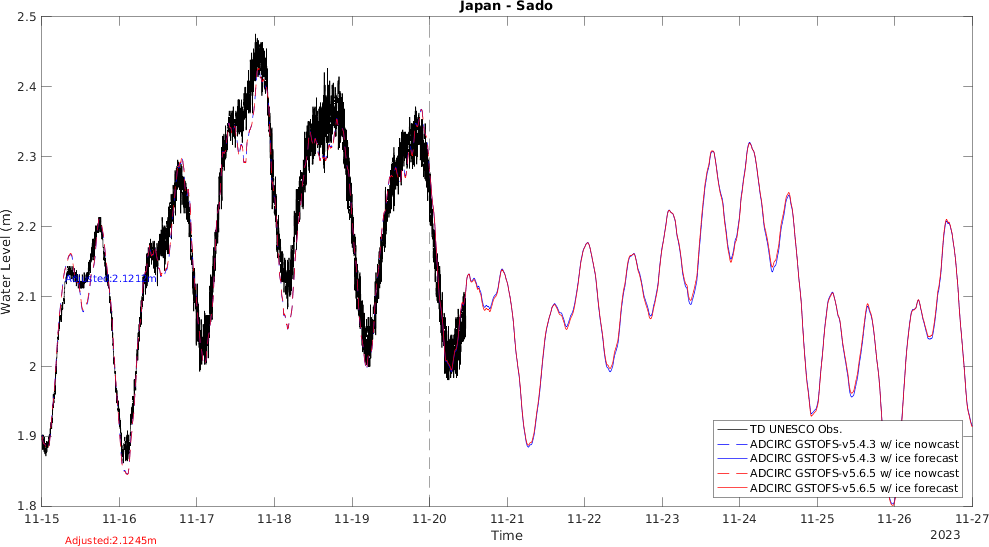 Japan - Sado
Water Level (m)
2.5
2.4
2.3
2.2
2.1
2
1.9
1.8
TD UNESCO Obs.
ADCIRC GSTOFS-v5.4.3 w/ ice nowcast
ADCIRC GSTOFS-v5.4.3 w/ ice forecast
ADCIRC GSTOFS-v5.6.5 w/ ice nowcast
ADCIRC GSTOFS-v5.6.5 w/ ice forecast
11-15 11-16 11-17 11-18 11-19 11-20 11-21 11-22 11-23 11-24 11-25 11-26 11-27
Time
2023
Adjusted:2.1245m